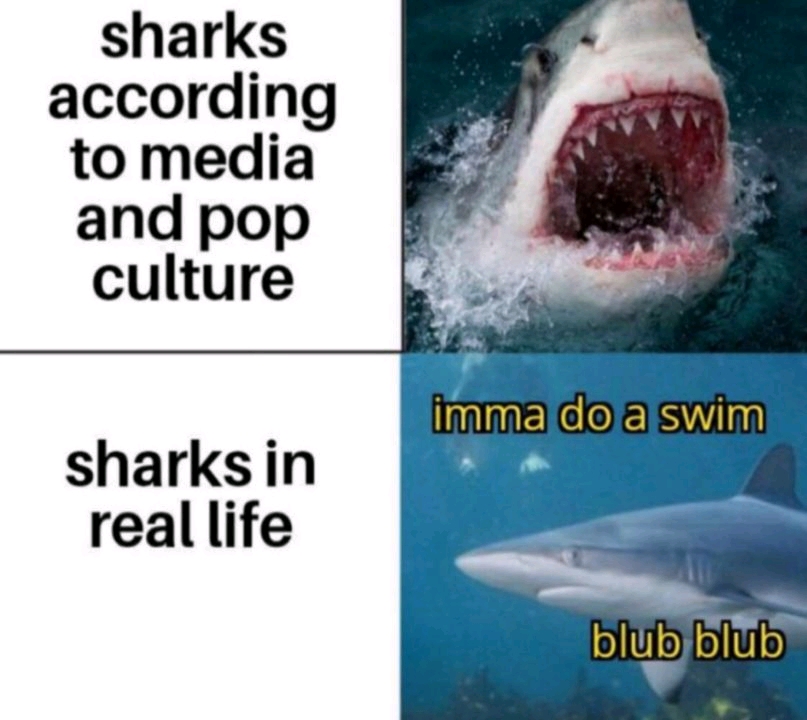 sharks
according
to media
and pop
culture
imma do a swim
sharks in
real life
blub blub